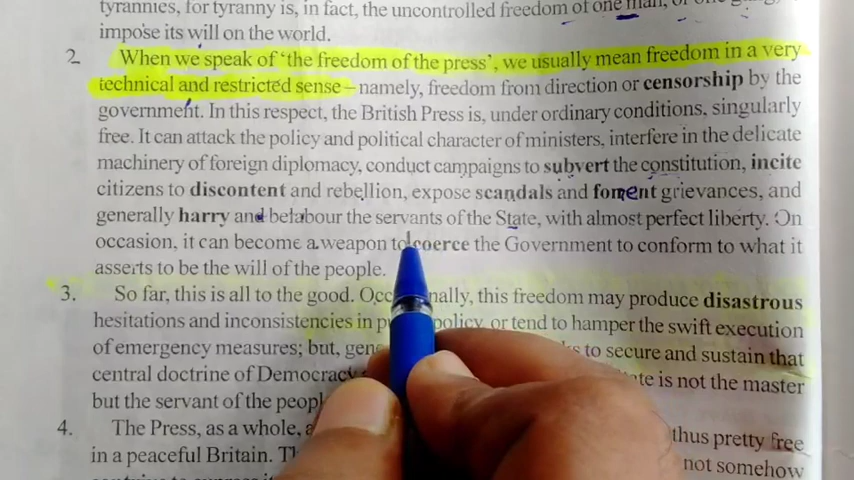 tyrannies, for tyranny is, in fact, the uncontrolled freedom of one man, or one gang,
impose its will on the world.
2. When we speak of ‘the freedom of the press’, we usually mean freedom in a very
technical and restricted sense – namely, freedom from direction or censorship by the
government. In this respect, the British Press is, under ordinary conditions, singularly
free. It can attack the policy and political character of ministers, interfere in the delicate
machinery of foreign diplomacy, conduct campaigns to subvert the constitution, incite
citizens to discontent and rebellion, expose scandals and foment grievances, and
generally harry and belabour the servants of the State, with almost perfect liberty. On
occasion, it can become a weapon to coerce the Government to conform to what it
asserts to be the will of the people.
3. So far, this is all to the good. this freedom may produce disastrous
hesitations and inconsistencies in policy, or tend to hamper the swift execution
of emergency measures; but, to secure and sustain that
central doctrine of Democracy is not the master
but the servant of the
4. The Press, as a whole, thus pretty free
in a peaceful Britain. not somehow